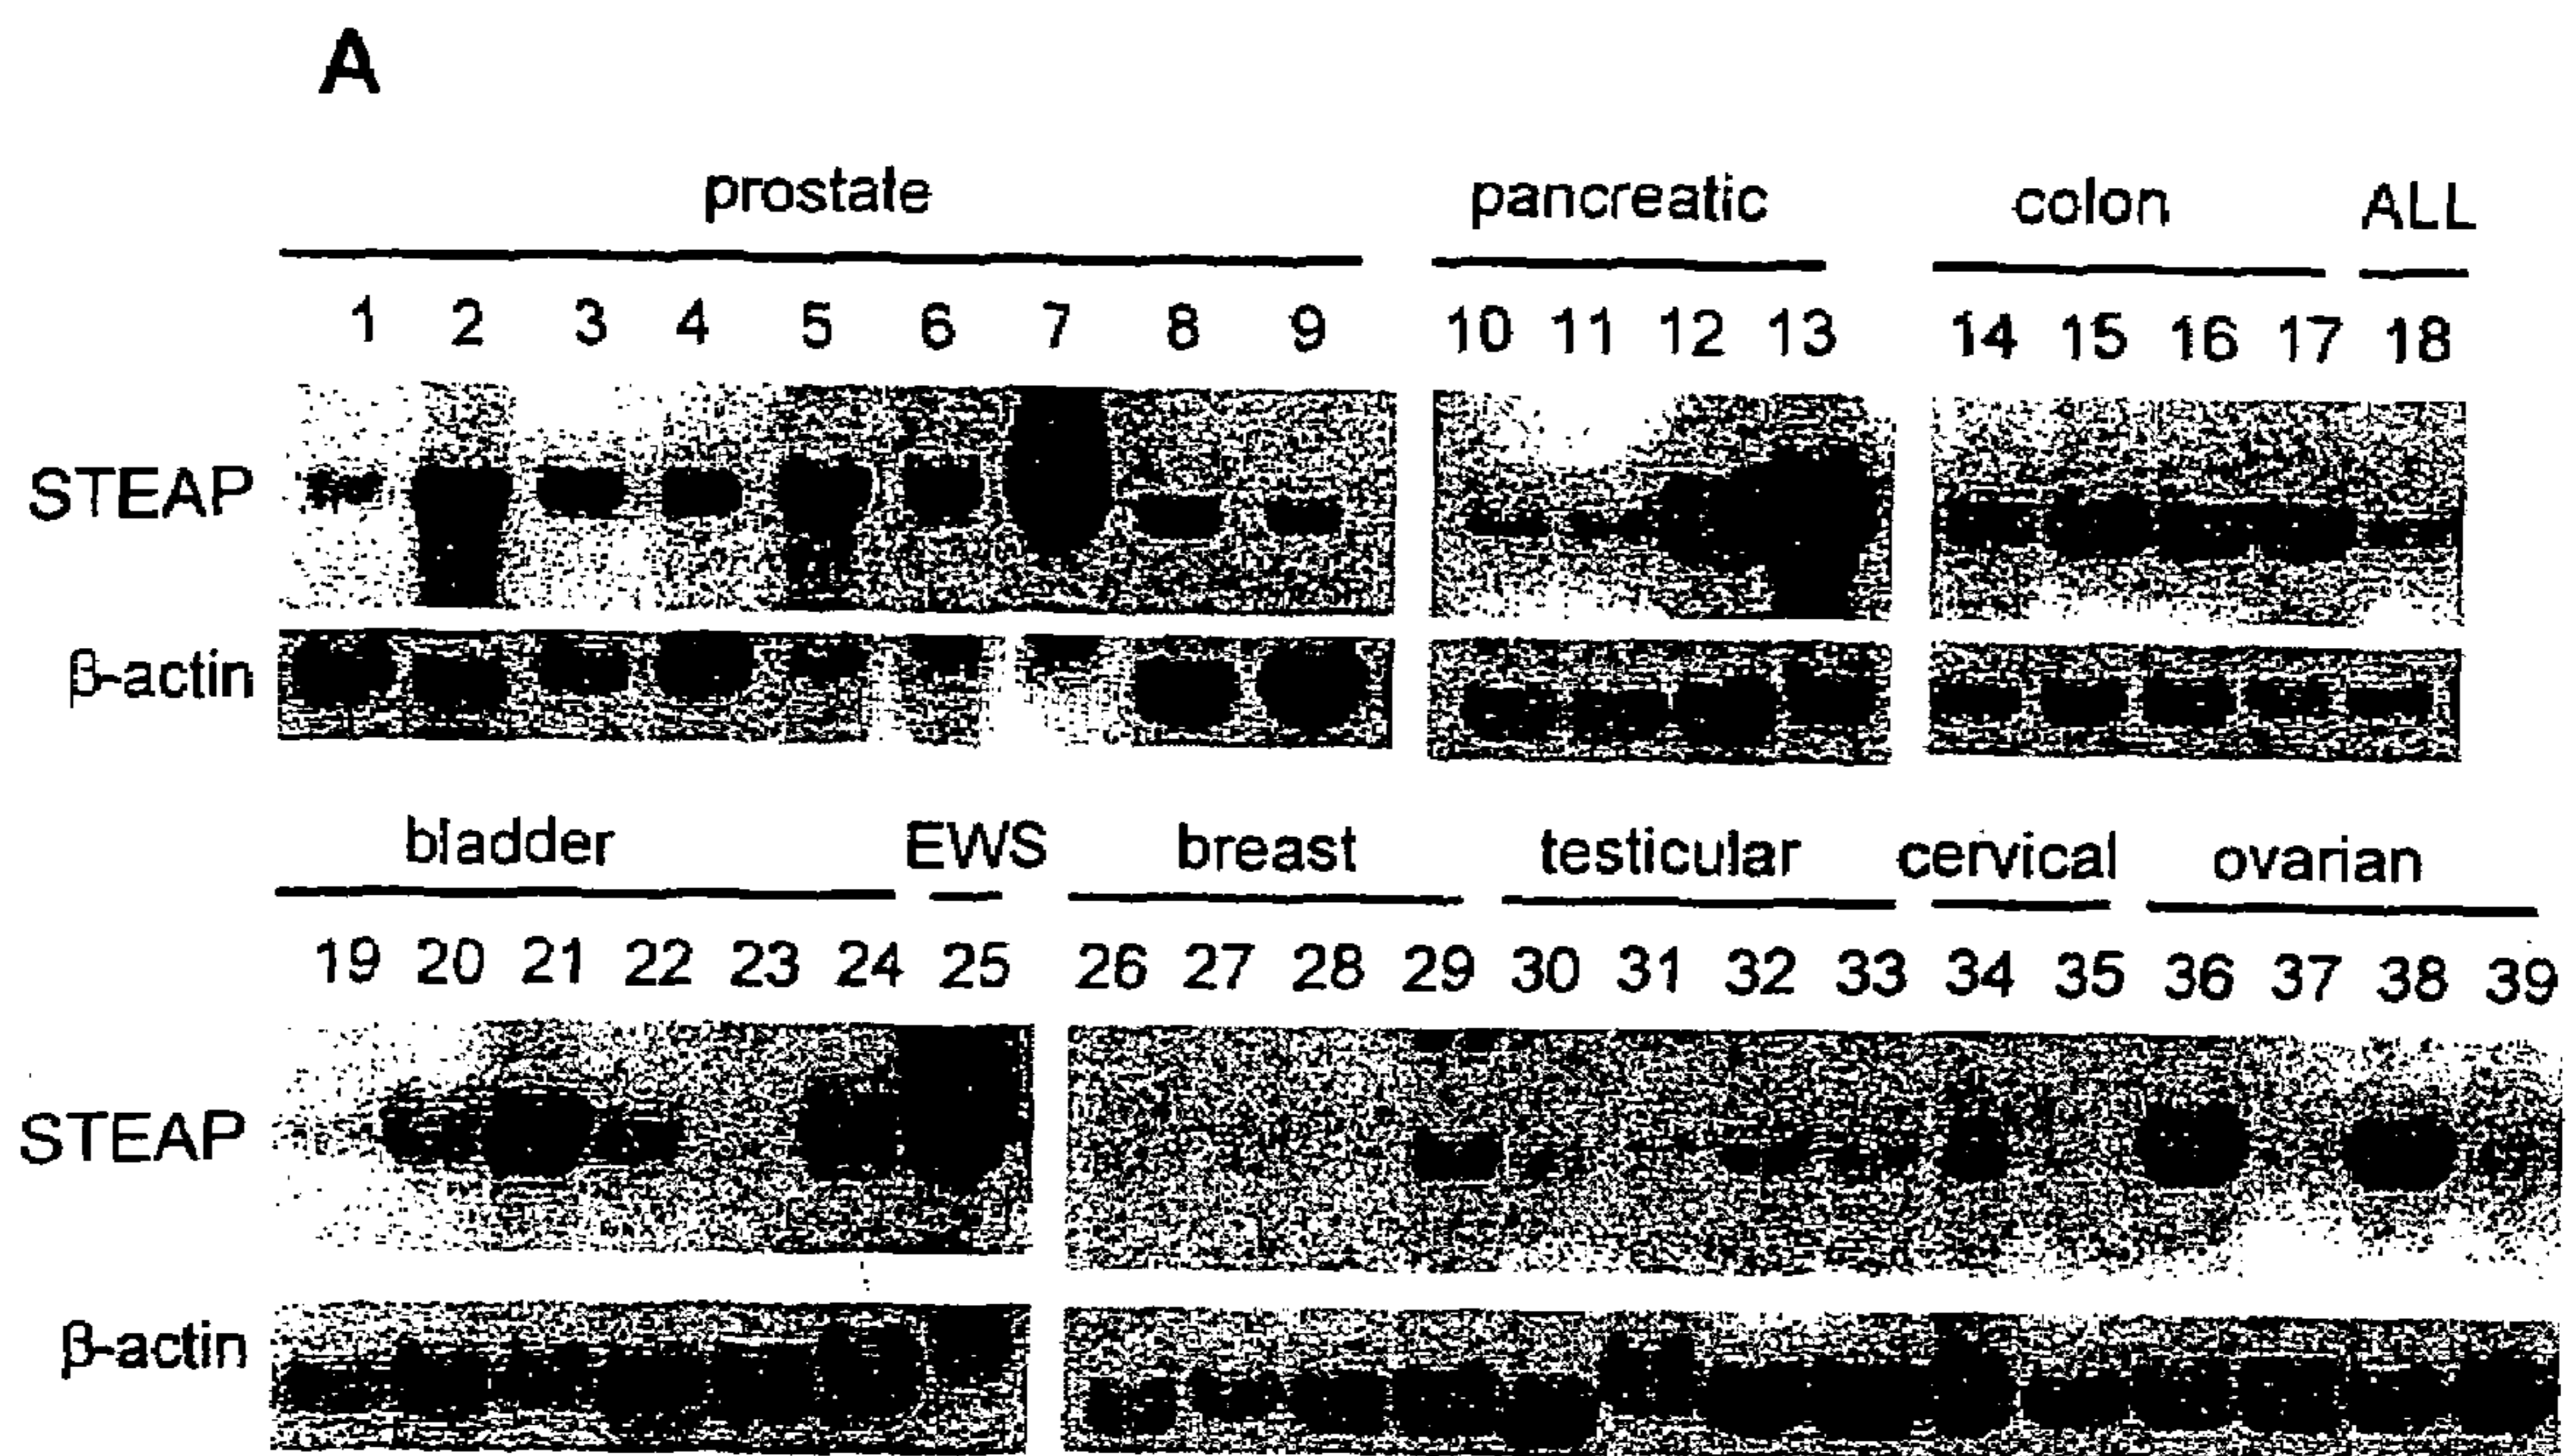 A
prostate pancreatic colon ALL
1 2 3 4 5 6 7 8 9 10 11 12 13 14 15 16 17 18
STEAP
β-actin
bladder EWS breast testicular cervical ovarian
19 20 21 22 23 24 25 26 27 28 29 30 31 32 33 34 35 36 37 38 39
STEAP
β-actin